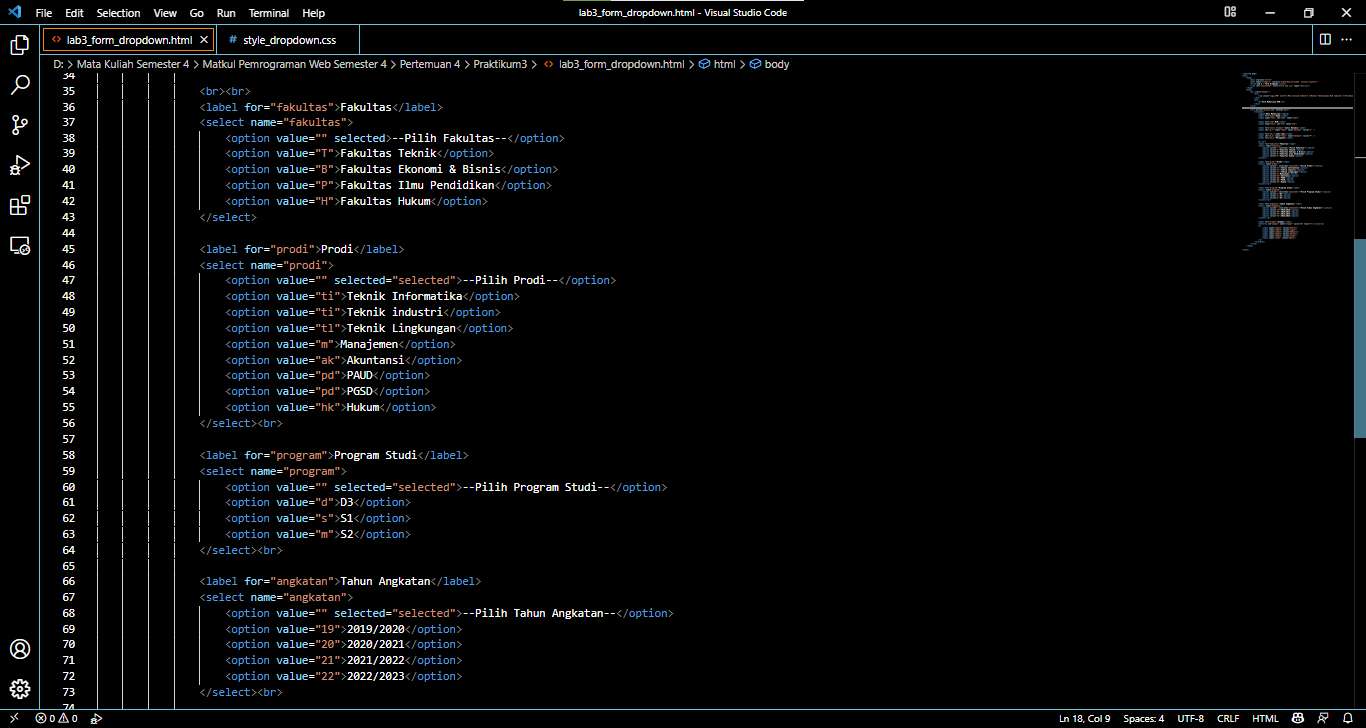 File Edit Selection View Go Run Terminal Help
lab3_form_dropdown.html - Visual Studio Code
<> lab3_form_dropdown.html ×
# style_dropdown.css
D: > Mata Kuliah Semester 4 > Matkul Pemrograman Web Semester 4 > Pertemuan 4 > Praktikum3 > <> lab3_form_dropdown.html > html > body
34
35 <br><br>
36 <label for="fakultas">Fakultas</label>
37 <select name="fakultas">
38 <option value="" selected>--Pilih Fakultas--</option>
39 <option value="T">Fakultas Teknik</option>
40 <option value="B">Fakultas Ekonomi & Bisnis</option>
41 <option value="P">Fakultas Ilmu Pendidikan</option>
42 <option value="H">Fakultas Hukum</option>
43 </select>
44
45 <label for="prodi">Prodi</label>
46 <select name="prodi">
47 <option value="" selected="selected">--Pilih Prodi--</option>
48 <option value="ti">Teknik Informatika</option>
49 <option value="ti">Teknik industri</option>
50 <option value="tl">Teknik Lingkungan</option>
51 <option value="m">Manajemen</option>
52 <option value="ak">Akuntansi</option>
53 <option value="pd">PAUD</option>
54 <option value="pd">PGSD</option>
55 <option value="hk">Hukum</option>
56 </select><br>
57
58 <label for="program">Program Studi</label>
59 <select name="program">
60 <option value="" selected="selected">--Pilih Program Studi--</option>
61 <option value="d">D3</option>
62 <option value="s">S1</option>
63 <option value="m">S2</option>
64 </select><br>
65
66 <label for="angkatan">Tahun Angkatan</label>
67 <select name="angkatan">
68 <option value="" selected="selected">--Pilih Tahun Angkatan--</option>
69 <option value="19">2019/2020</option>
70 <option value="20">2020/2021</option>
71 <option value="21">2021/2022</option>
72 <option value="22">2022/2023</option>
73 </select><br>
74
0 0
Ln 18, Col 9 Spaces: 4 UTF-8 CRLF HTML